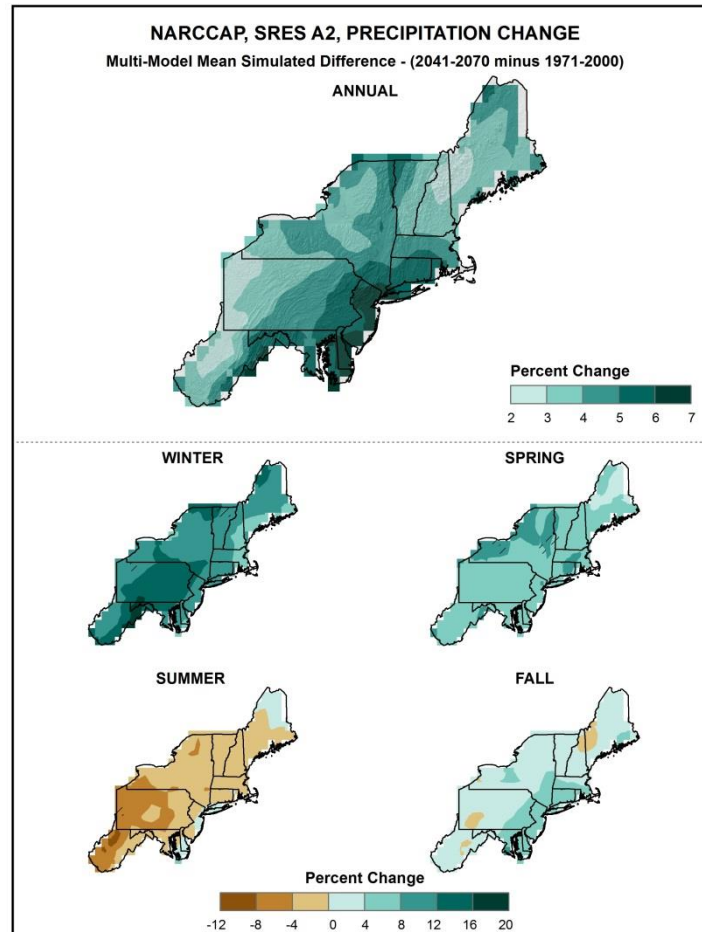 NARCCAP, SRES A2, PRECIPITATION CHANGE
Multi-Model Mean Simulated Difference - (2041-2070 minus 1971-2000)
ANNUAL
Percent Change
2 3 4 5 6 7
WINTER
SPRING
SUMMER
FALL
Percent Change
-12 -8 -4 0 4 8 12 16 20